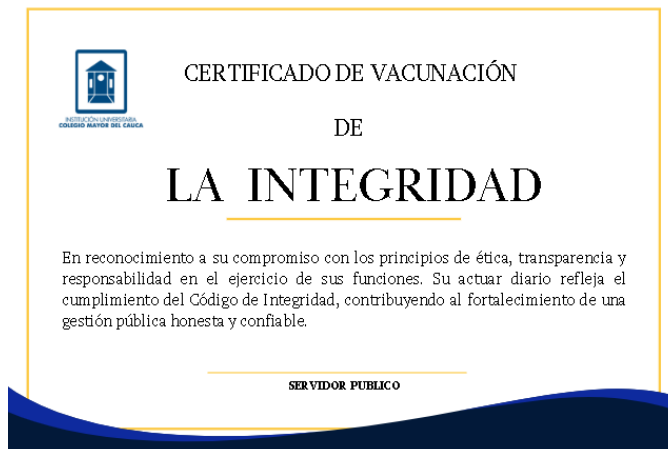 CERTIFICADO DE VACUNACIÓN
INSTITUCIÓN UNIVERSITARIA
COLEGIO MAYOR DEL CAUCA
DE
LA INTEGRIDAD
En reconocimiento a su compromiso con los principios de ética, transparencia y
responsabilidad en el ejercicio de sus funciones. Su actuar diario refleja el
cumplimiento del Código de Integridad, contribuyendo al fortalecimiento de una
gestión pública honesta y confiable.
SERVIDOR PUBLICO